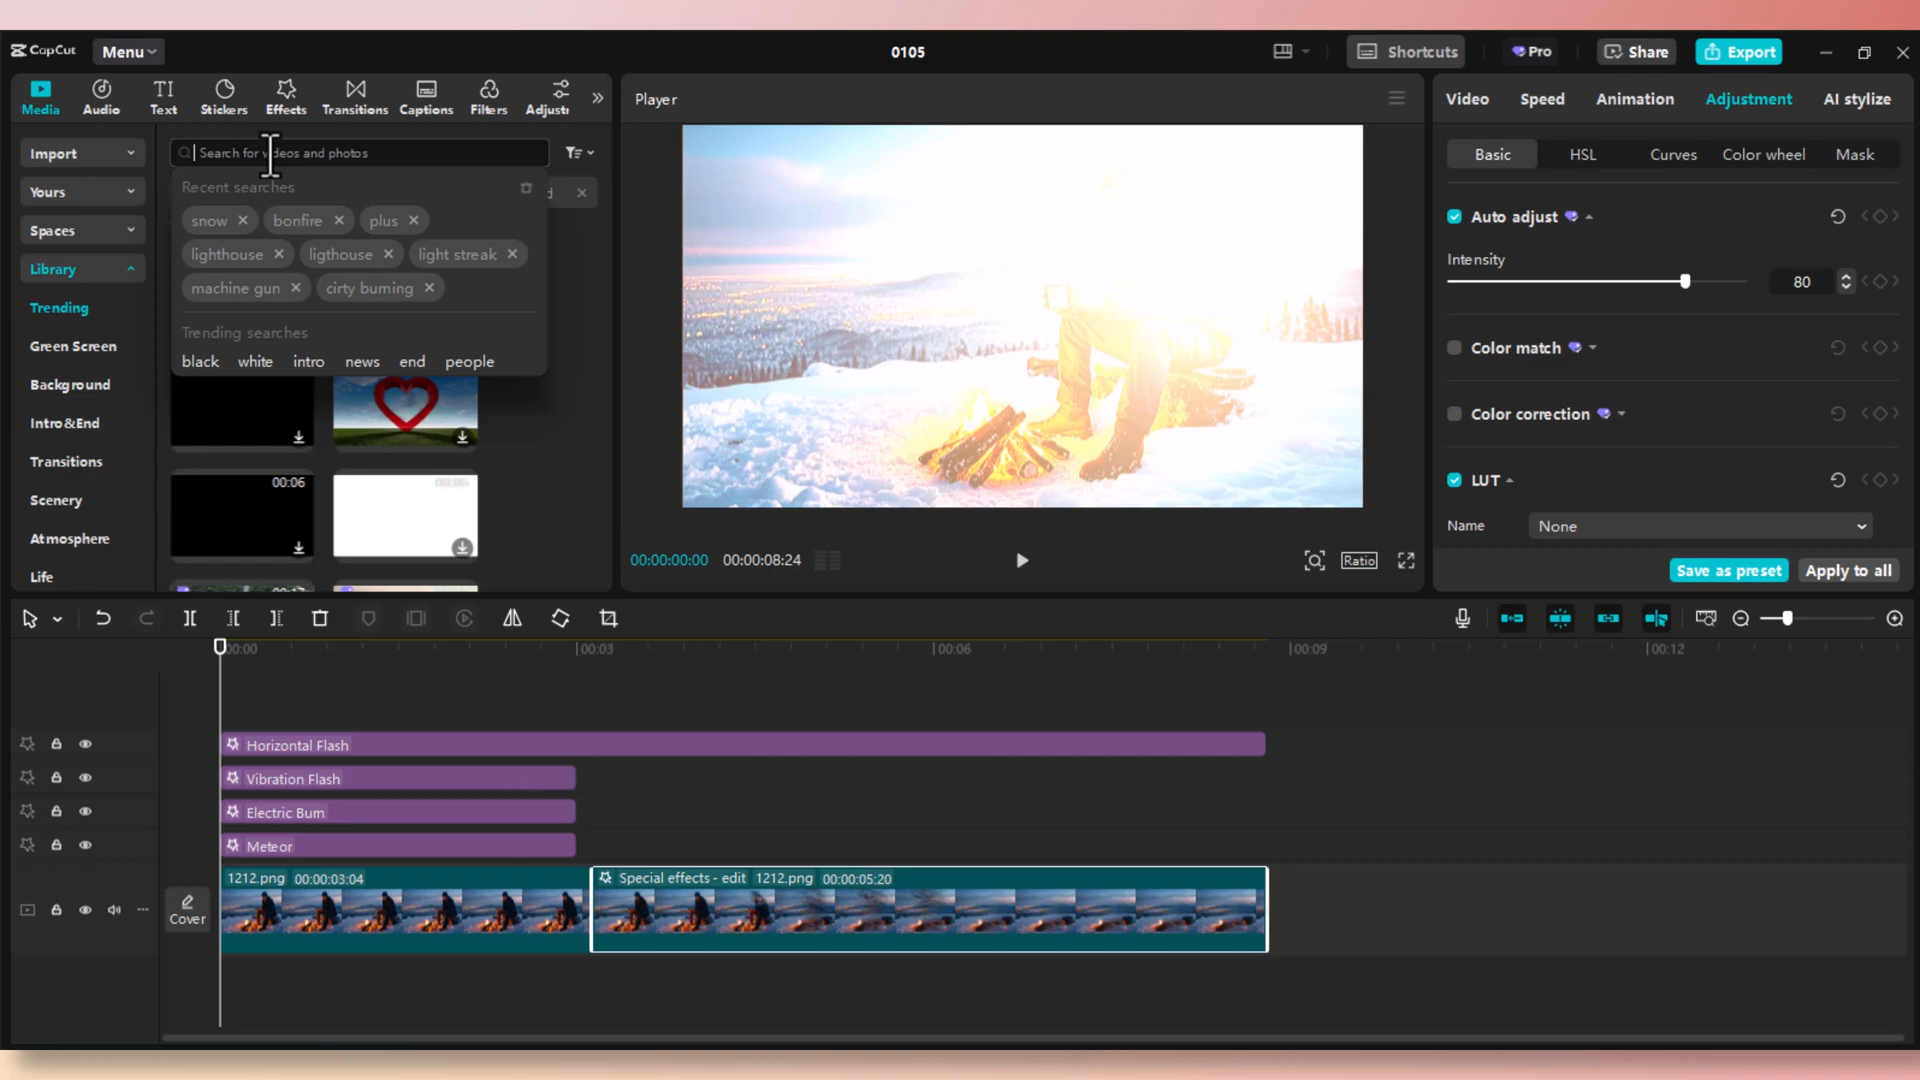 CapCut Menu 0105 Shortcuts Pro Share Export
Media Audio Text Stickers Effects Transitions Captions Filters Adjustı
Import
Yours
Spaces
Library
Trending
Green Screen
Background
Intro&End
Transitions
Scenery
Atmosphere
Life
Search for videos and photos
Recent searches
snow bonfire plus
lighthouse ligthouse light streak
machine gun cirty burning
Trending searches
black white intro news end people
00:06
Player
00:00:00:00 00:00:08:24
Ratio
Video Speed Animation Adjustment AI stylize
Basic HSL Curves Color wheel Mask
Auto adjust
Intensity
80
Color match
Color correction
LUT
Name None
Save as preset Apply to all
00:00 00:03 00:06 00:09 00:12
Horizontal Flash
Vibration Flash
Electric Burn
Meteor
Cover
1212.png 00:00:03:04
Special effects - edit 1212.png 00:00:05:20